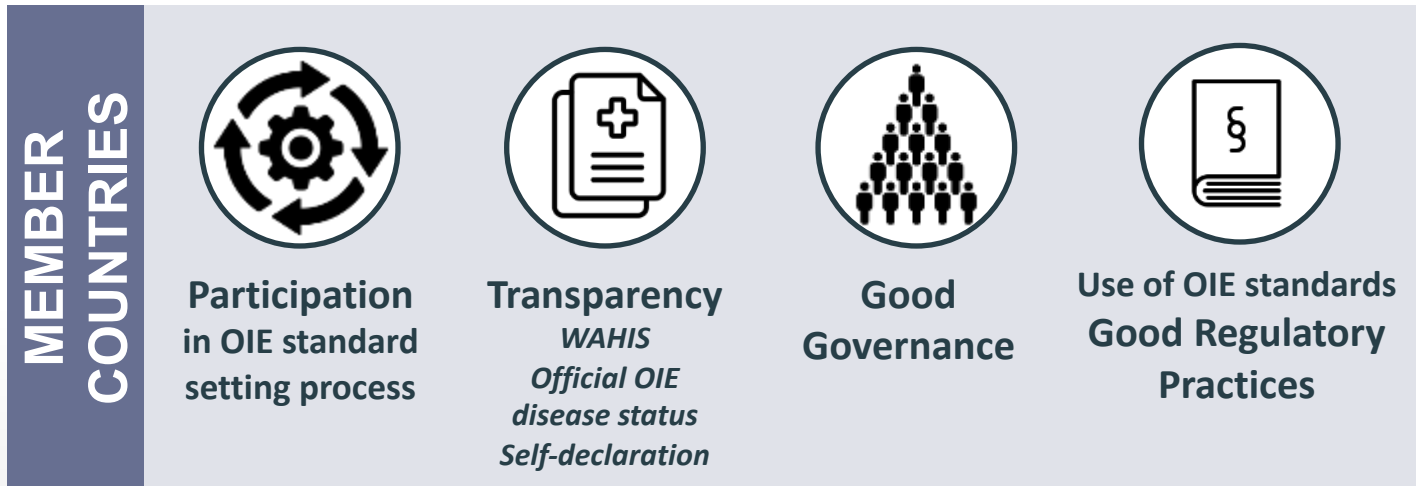 MEMBER
COUNTRIES
Participation
in OIE standard
setting process
Transparency
WAHIS
Official OIE
disease status
Self-declaration
Good
Governance
§
Use of OIE standards
Good Regulatory
Practices